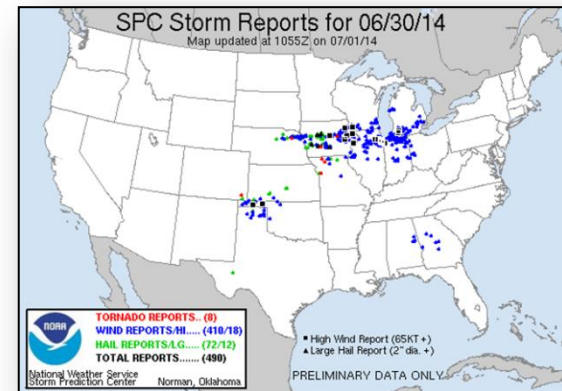 SPC Storm Reports for 06/30/14
Map updated at 1055Z on 07/01/14
NOAA
TORNADO REPORTS.. (8)
WIND REPORTS/HI..... (410/18)
HAIL REPORTS/LG..... (72/12)
TOTAL REPORTS....... (490)
National Weather Service
Storm Prediction Center Norman, Oklahoma
High Wind Report (65KT +)
Large Hail Report (2" dia. +)
PRELIMINARY DATA ONLY